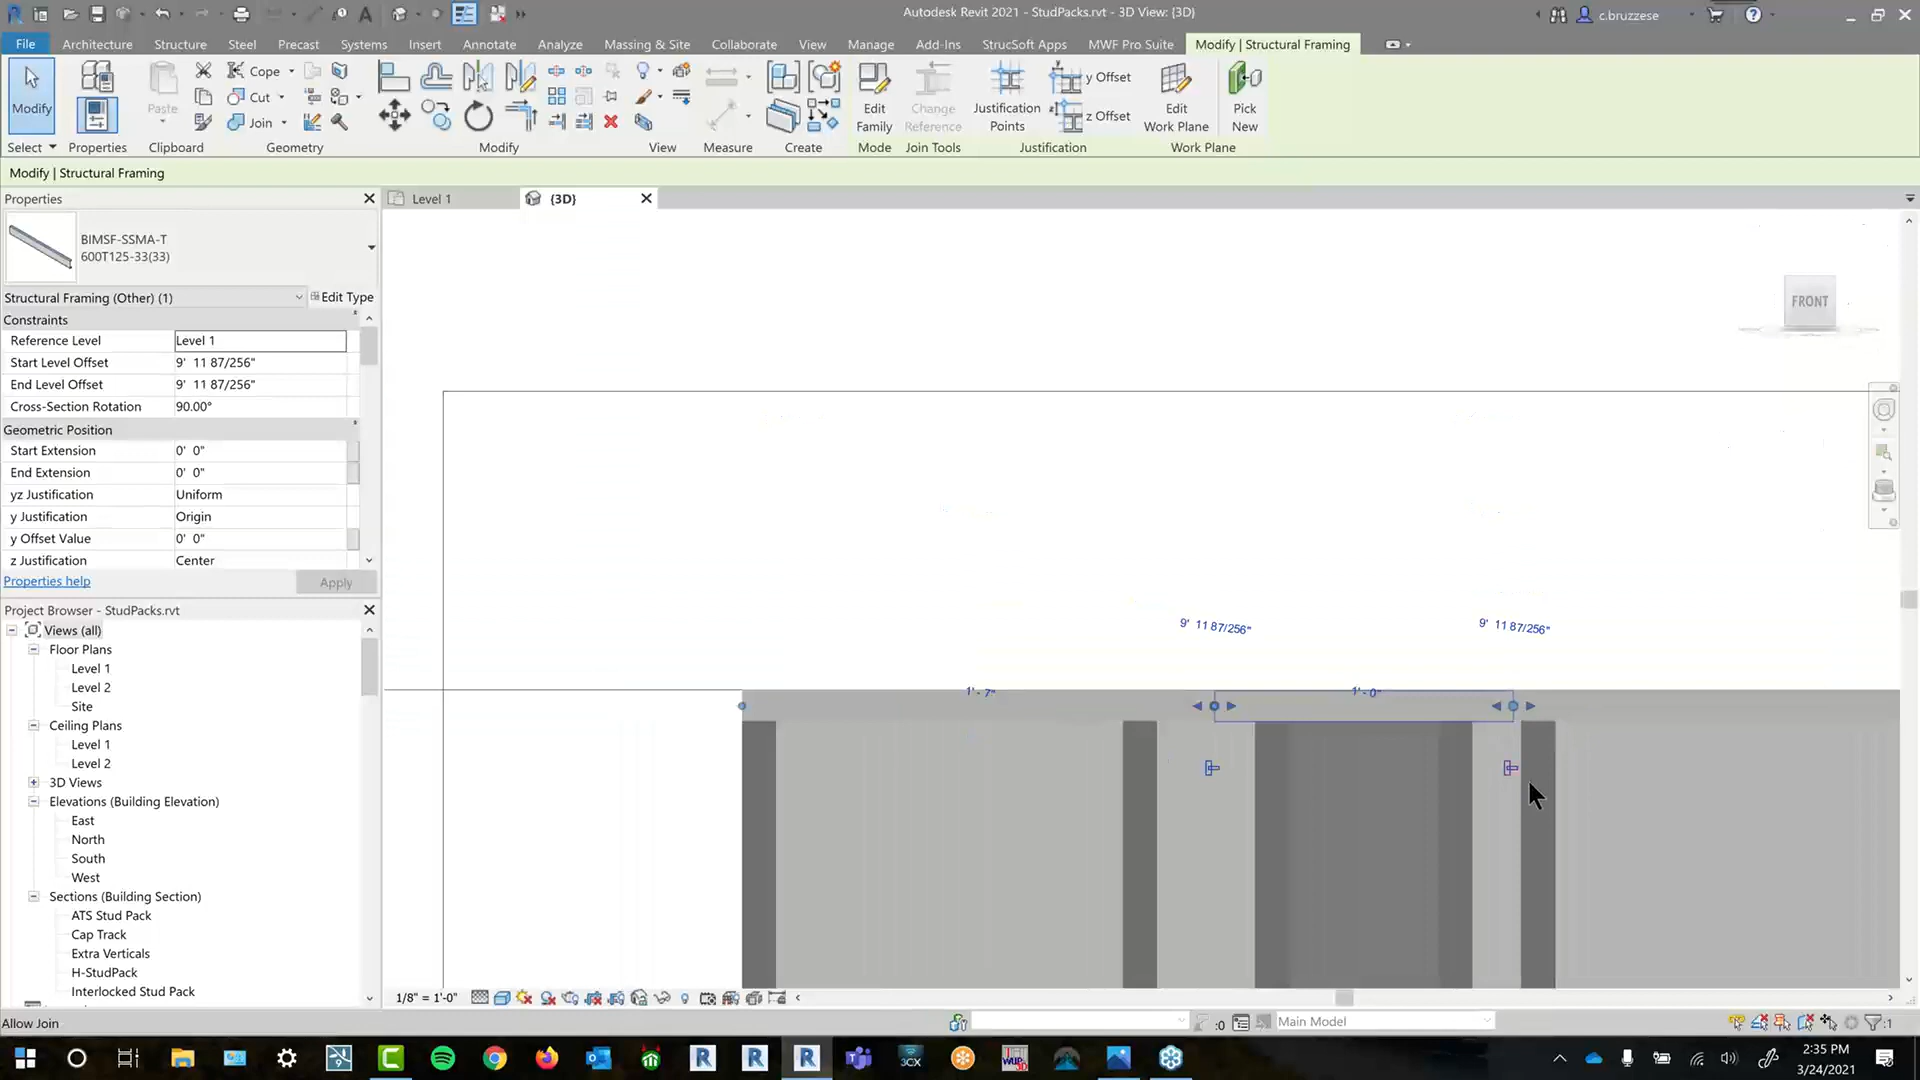 Autodesk Revit 2021 - StudPacks.rvt - 3D View: {3D}
c.bruzzese
File Architecture Structure Steel Precast Systems Insert Annotate Analyze Massing & Site Collaborate View Manage Add-Ins StrucSoft Apps MWF Pro Suite Modify | Structural Framing
Modify
Paste
Cope
Cut
Join
Edit Family
Change Reference
Justification Points
y Offset
z Offset
Edit Work Plane
Pick New
Select Properties Clipboard Geometry Modify View Measure Create Mode Join Tools Justification Work Plane
Modify | Structural Framing
Properties
Level 1
{3D}
BIMSF-SSMA-T
600T125-33(33)
Structural Framing (Other) (1)
Edit Type
Constraints
Reference Level Level 1
Start Level Offset 9' 11 87/256"
End Level Offset 9' 11 87/256"
Cross-Section Rotation 90.00°
Geometric Position
Start Extension 0' 0"
End Extension 0' 0"
yz Justification Uniform
y Justification Origin
y Offset Value 0' 0"
z Justification Center
Properties help
Apply
Project Browser - StudPacks.rvt
Views (all)
Floor Plans
Level 1
Level 2
Site
Ceiling Plans
Level 1
Level 2
3D Views
Elevations (Building Elevation)
East
North
South
West
Sections (Building Section)
ATS Stud Pack
Cap Track
Extra Verticals
H-StudPack
Interlocked Stud Pack
FRONT
9' 11 87/256"
9' 11 87/256"
1' - 7"
1' - 0"
1/8" = 1'-0"
Allow Join
:0
Main Model
:1
3CX
2:35 PM
3/24/2021